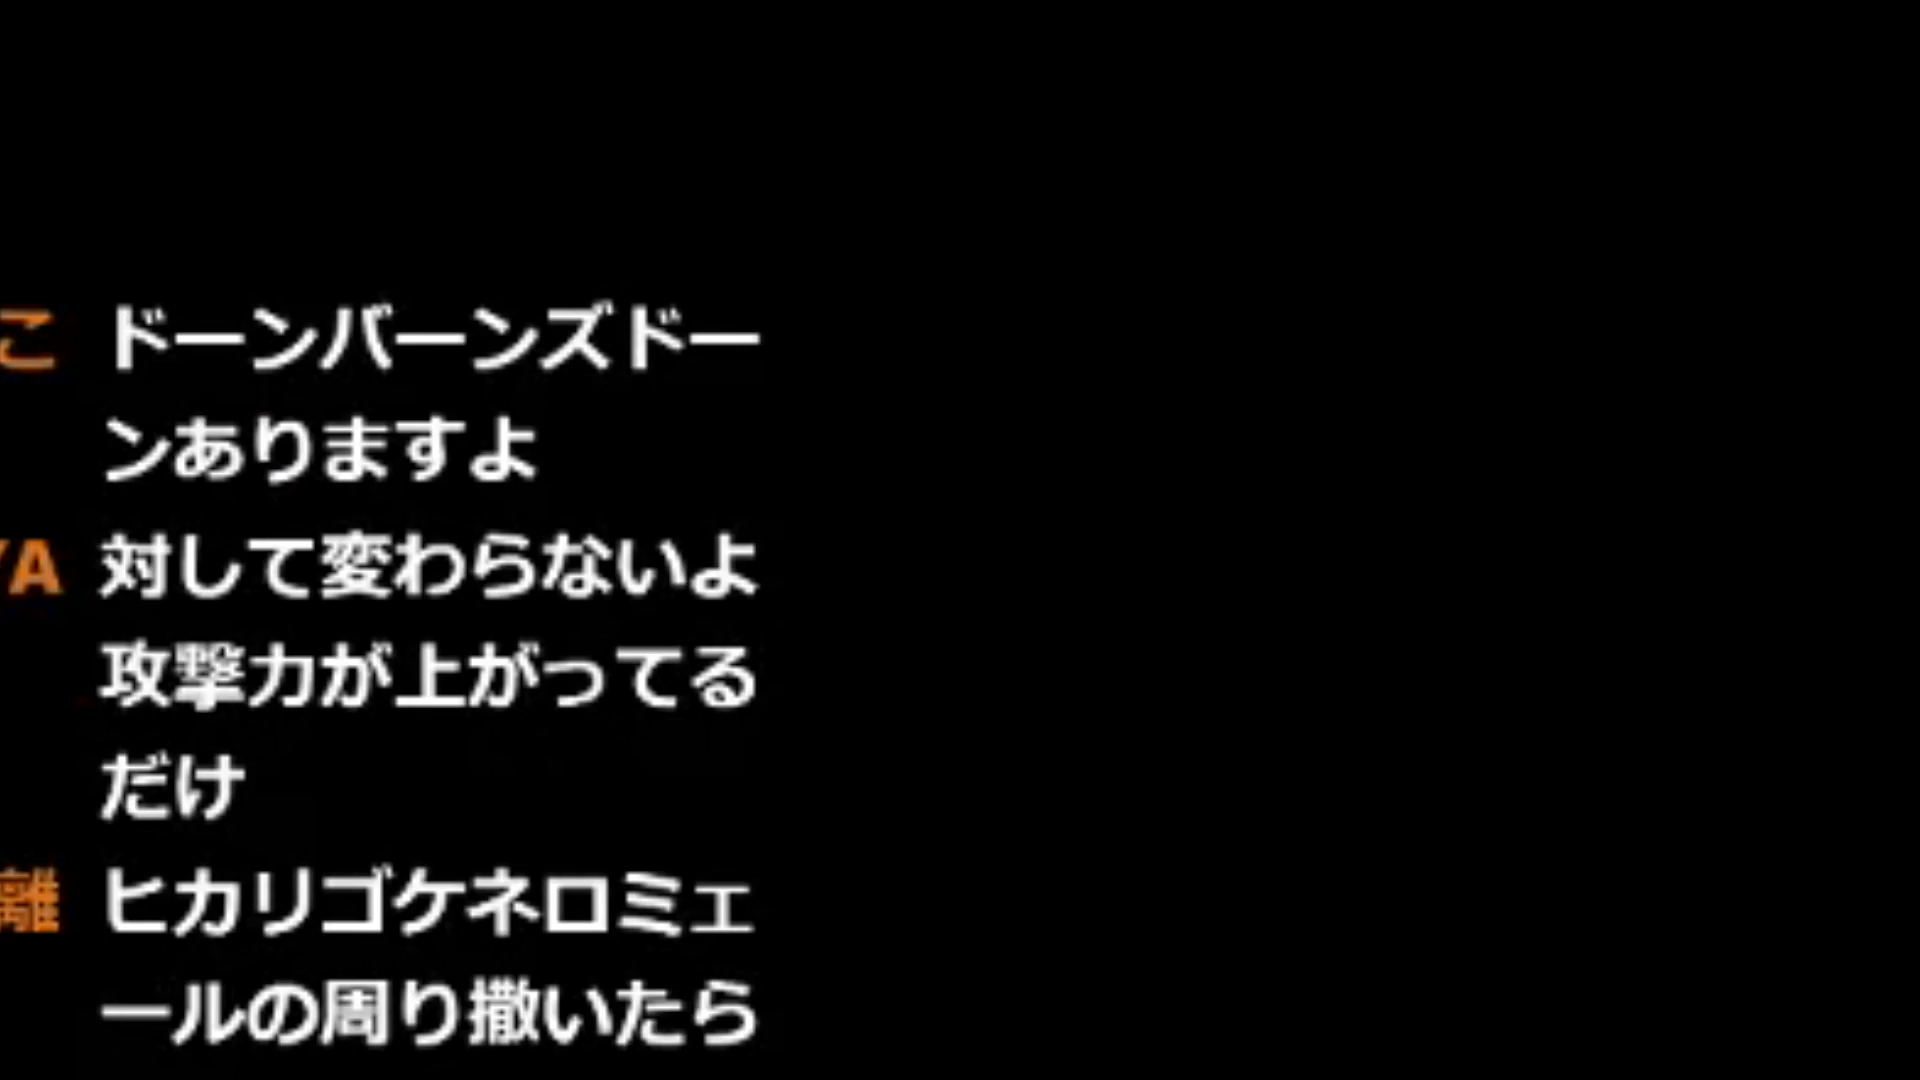 こ ドーンバーンズドー
ンありますよ
YA 対して変わらないよ
攻撃力が上がってる
だけ
離 ヒカリゴケネロミェ
ールの周り撒いたら